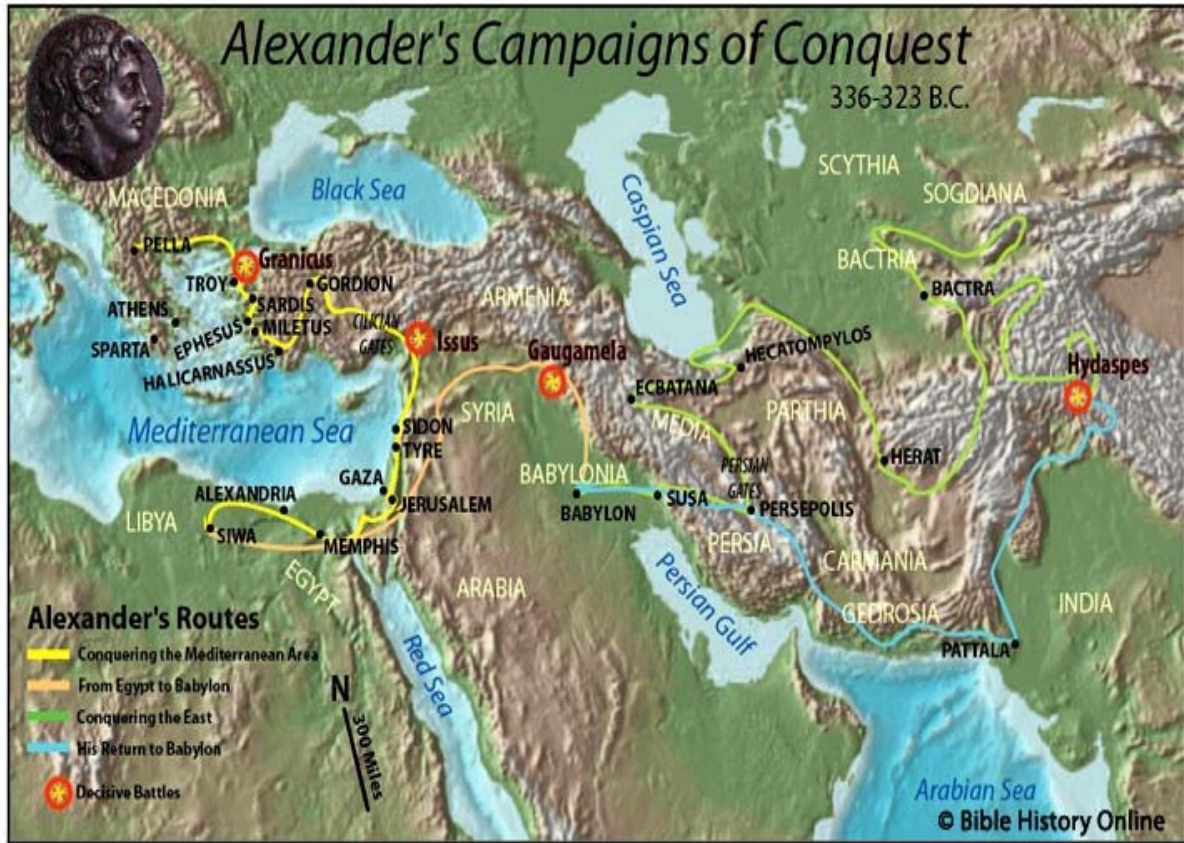 Alexander's Campaigns of Conquest
336-323 B.C.
SCYTHIA
SOGDIANA
MACEDONIA
Black Sea
Caspian Sea
PELLA
Granicus
BACTRIA
TROY
GORDION
BACTRA
SARDIS
ARMENIA
ATHENS
EPHESUS
MILETUS
CILICIAN
GATES
Issus
SPARTA
HALICARNASSUS
Gaugamela
HECATOMPYLOS
Hydaspes
ECBATANA
SYRIA
PARTHIA
Mediterranean Sea
SIDON
MEDIA
TYRE
HERAT
GAZA
BABYLONIA
PERSIAN
GATES
ALEXANDRIA
JERUSALEM
SUSA
LIBYA
BABYLON
PERSEPOLIS
SIWA
MEMPHIS
PERSIA
CARMANIA
EGYPT
ARABIA
Persian Gulf
GEDROSIA
INDIA
Alexander's Routes
Red Sea
PATTALA
Conquering the Mediterranean Area
From Egypt to Babylon
N
300 Miles
Conquering the East
His Return to Babylon
Decisive Battles
Arabian Sea
© Bible History Online